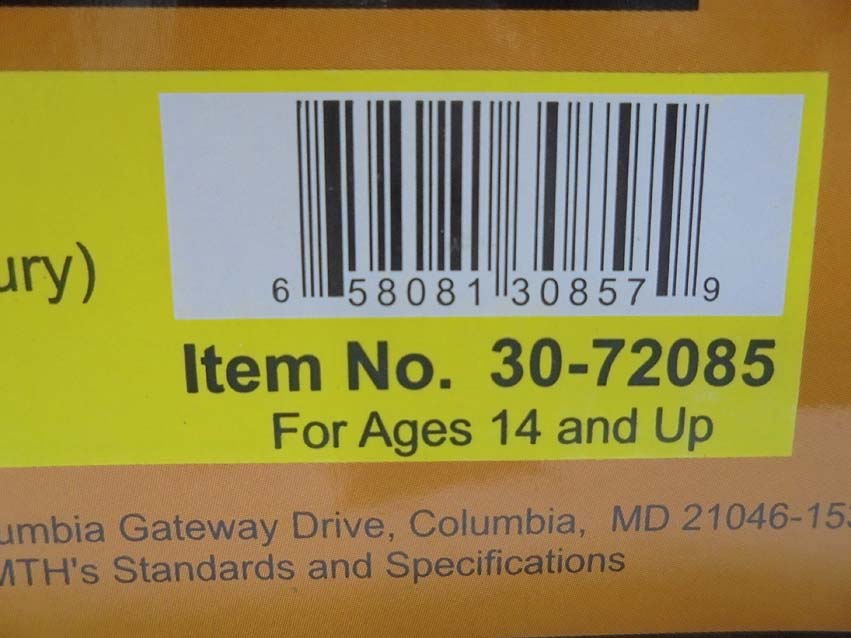 ury)
6 58081 30857 9
Item No. 30-72085
For Ages 14 and Up
umbia Gateway Drive, Columbia, MD 21046-15
MTH's Standards and Specifications